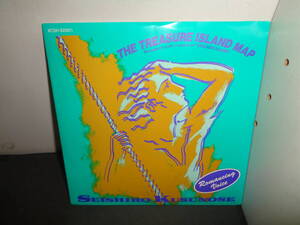 THE TREASURE ISLAND MAP
Romancing
Voice
SEISHIRO KUSUNOSE